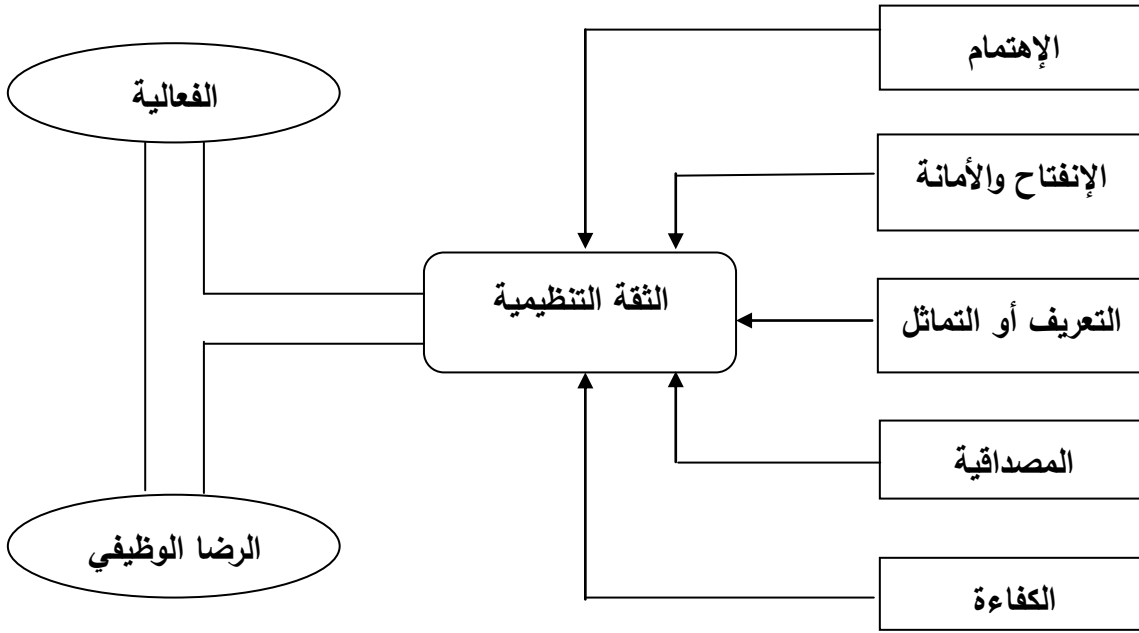 الإهتمام
الفعالية
الإنفتاح والأمانة
الثقة التنظيمية
التعريف أو التماثل
المصداقية
الرضا الوظيفي
الكفاءة